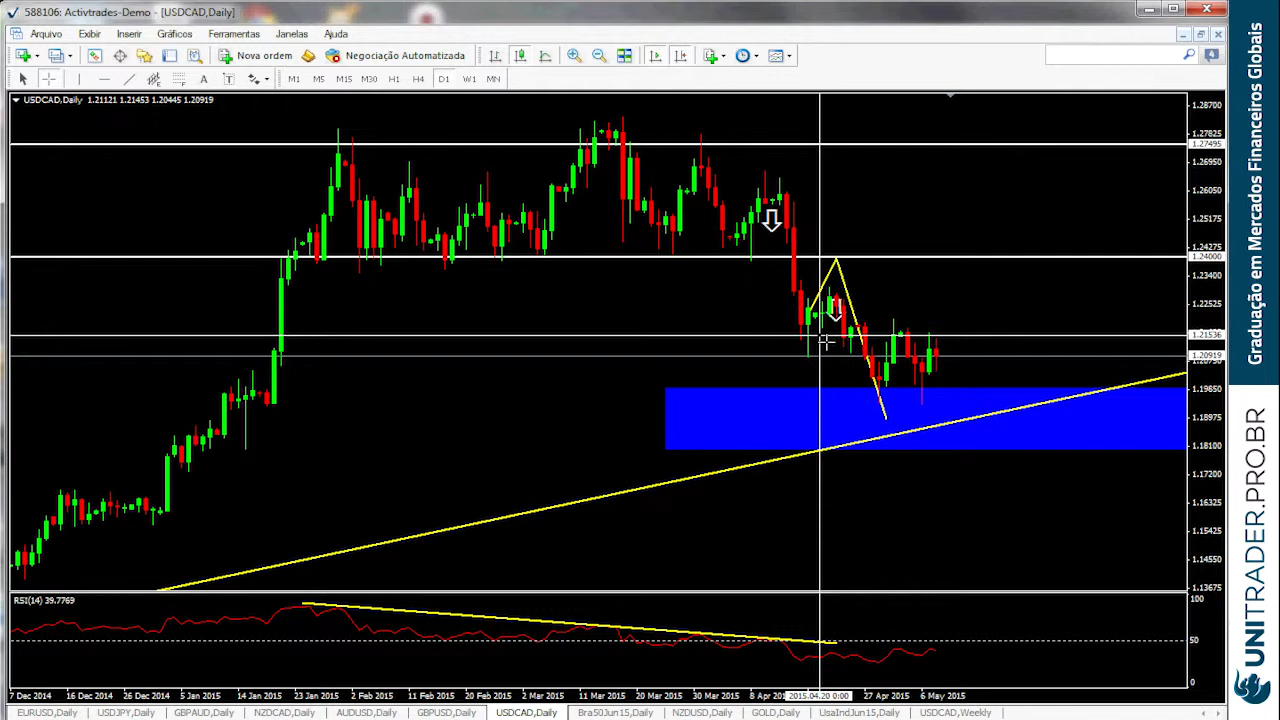 588106: Activtrades-Demo - [USDCAD,Daily]
Arquivo Exibir Inserir Gráficos Ferramentas Janelas Ajuda
Nova ordem Negociação Automatizada
A T M1 M5 M15 M30 H1 H4 D1 W1 MN
USDCAD,Daily 1.21121 1.21453 1.20445 1.20919
1.28700
1.27825
1.27495
1.26950
1.26050
1.25175
1.24275
1.24000
1.23400
1.22525
1.21536
1.20919
1.19650
1.18975
1.18100
1.17200
1.16325
1.15425
1.14550
1.13675
RSI(14) 39.7769
100
50
0
7 Dec 2014 16 Dec 2014 26 Dec 2014 5 Jan 2015 14 Jan 2015 23 Jan 2015 2 Feb 2015 11 Feb 2015 20 Feb 2015 2 Mar 2015 11 Mar 2015 20 Mar 2015 30 Mar 2015 8 Apr 2015.04.20 0:00 27 Apr 2015 6 May 2015
EURUSD,Daily USDJPY,Daily GBPAUD,Daily NZDCAD,Daily AUDUSD,Daily GBPUSD,Daily USDCAD,Daily Bra50Jun15,Daily NZDUSD,Daily GOLD,Daily UsaIndJun15,Daily USDCAD,Weekly
Graduação em Mercados Financeiros Globais
UNITRADER.PRO.BR